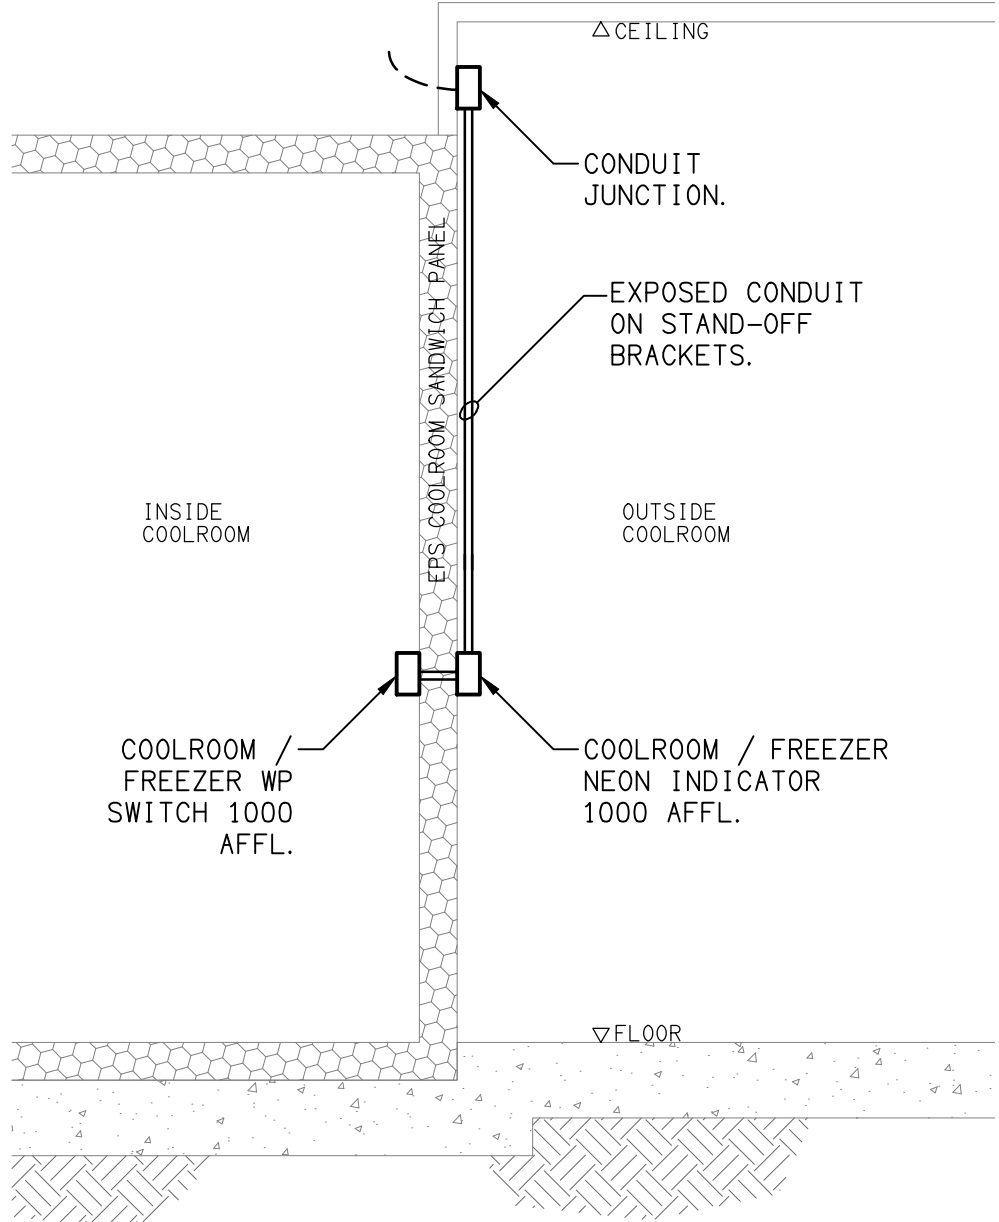 CEILING
CONDUIT
JUNCTION.
EXPOSED CONDUIT
ON STAND-OFF
BRACKETS.
EPS COOLROOM SANDWICH PANEL
INSIDE
COOLROOM
OUTSIDE
COOLROOM
COOLROOM /
FREEZER WP
SWITCH 1000
AFFL.
COOLROOM / FREEZER
NEON INDICATOR
1000 AFFL.
FLOOR